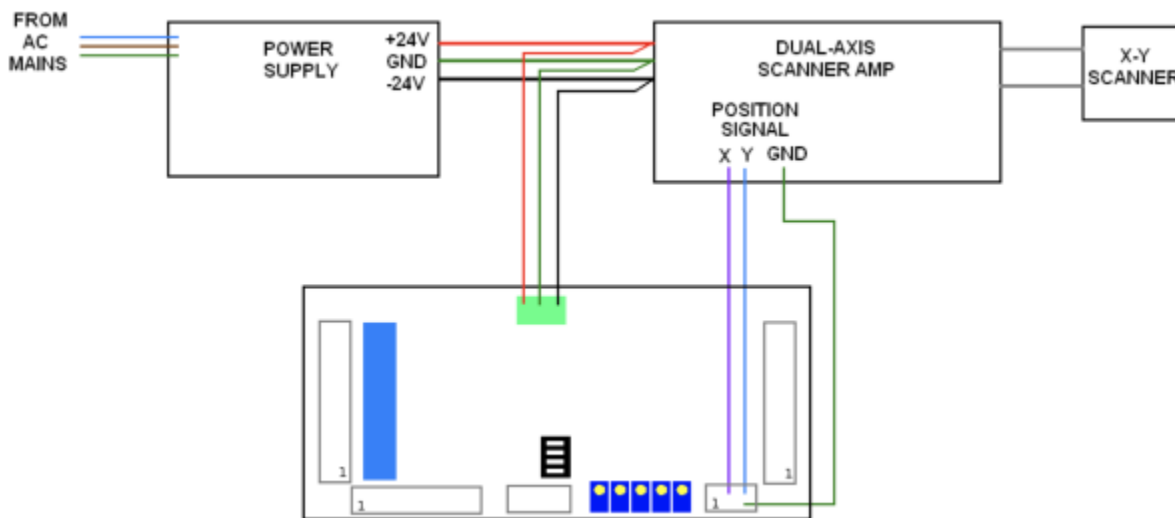 FROM
AC
MAINS
POWER
SUPPLY
+24V
GND
-24V
DUAL-AXIS
SCANNER AMP
POSITION
SIGNAL
X Y GND
X-Y
SCANNER
1
1
1
1